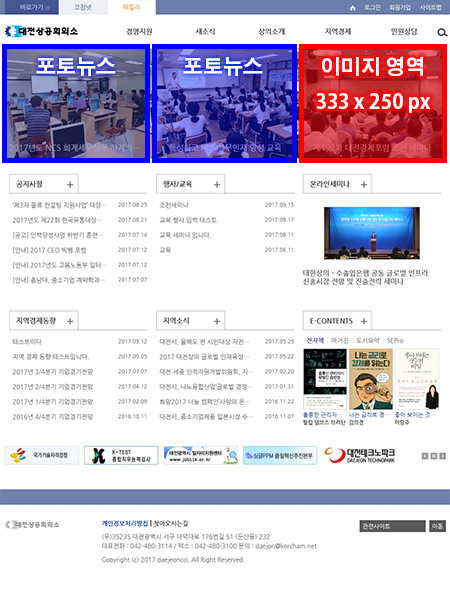 바로가기 >> 코참넷 패밀리 로그인 회원가입 사이트맵
대전상공회의소 경영지원 새소식 상의소개 지역경제 민원상담
포토뉴스 포토뉴스 이미지 영역
333 x 250 px
2017년도 NCS 회계세무실무
제192차 대전경제포럼 조찬 세미나
공지사항 + 행사/교육 + 온라인세미나
"제3차 물류 컨설팅 지원사업" 대상… 2017.08.25 조찬세미나 2017.09.15
2017년도 제22회 한국유통대상… 2017.07.21 교육 행사 입력 테스트 2017.08.11
[공고] 인력양성사업 하반기 훈련… 2017.07.14 교육 세미나 입니다. 2017.08.11
[안내] 2017 CEO 빅뱅 포럼 2017.07.12 교육 2017.08.11
[안내] 2017년도 고용노동부 일터… 2017.07.12
[안내] 충남대, 중소기업 계약학과… 2017.07.07
대한상의 - 수출입은행 공동 글로벌 인프라
신흥시장 전망 및 진출전략 세미나
지역경제동향 + 지역소식 + E-CONTENTS +
테스트이다 2017.09.12 대전시, 올해도 전 시민대상 자전… 2017.09.05
지역 경제 동향 테스트입니다. 2017.09.05 2017 대전상의 글로벌 인재육성… 2017.05.22
2017년 3/4분기 기업경기전망 2017.05.29 대전 세종 인적자원개발위원회, 지… 2017.02.20
2017년 2/4분기 기업경기전망 2017.04.12 대전시, 나노융합산업'글로벌 경쟁… 2017.01.31
2017년 1/4분기 기업경기전망 2017.02.09 희망2017 나눔 캠페인'사랑의 온… 2016.11.22
2016년 4/4분기 기업경기전망 2016.10.11 대전시, 중소기업제품 일본시장 수… 2016.11.07
전자책 매거진 도서요약 SEPro
나는 금리로
경제를 읽는다
훌륭한 관리자가… 나는 금리로 경… 좋아 보이는 것…
필립 델브스 브러턴 김의경 이랑주
국가기술자격검정 K-TEST 종합직무능력검사 대전광역시 일자리지원센터 www.job114.or.kr 싱글PPM 품질혁신추진본부 대전테크노파크 DAEJEON TECHNOPARK
대전상공회의소
개인정보처리방침 | 찾아오시는길 관련사이트 이동
(우)35235 대전광역시 서구 대덕대로 176번길 51 (둔산동) 232
대표전화 : 042-480-3114 / 팩스 : 042-480-3100 문의 : daejon@korcham.net
Copyright (c) 2017 daejeoncci, All Right Reserved.